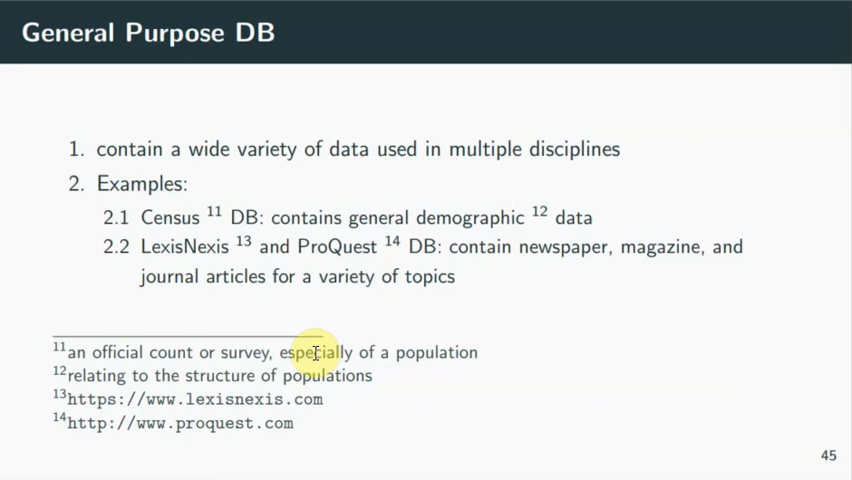 General Purpose DB
1. contain a wide variety of data used in multiple disciplines
2. Examples:
2.1 Census 11 DB: contains general demographic 12 data
2.2 LexisNexis 13 and ProQuest 14 DB: contain newspaper, magazine, and
journal articles for a variety of topics
11an official count or survey, especially of a population
12relating to the structure of populations
13https://www.lexisnexis.com
14http://www.proquest.com
45